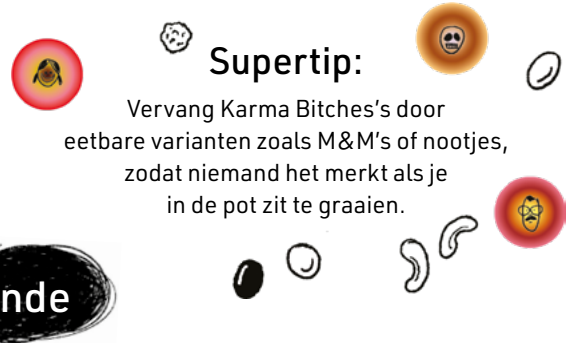 Supertip:
Vervang Karma Bitches's door
eetbare varianten zoals M&M's of nootjes,
zodat niemand het merkt als je
in de pot zit te graaien.
nde